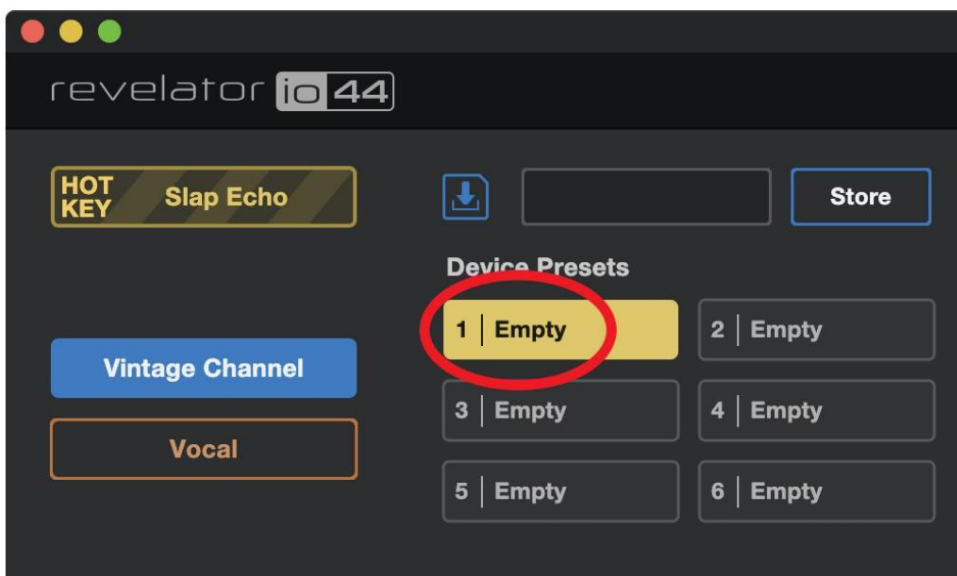 revelator io 44
HOT KEY Slap Echo
Store
Device Presets
1 | Empty
2 | Empty
Vintage Channel
3 | Empty
4 | Empty
Vocal
5 | Empty
6 | Empty